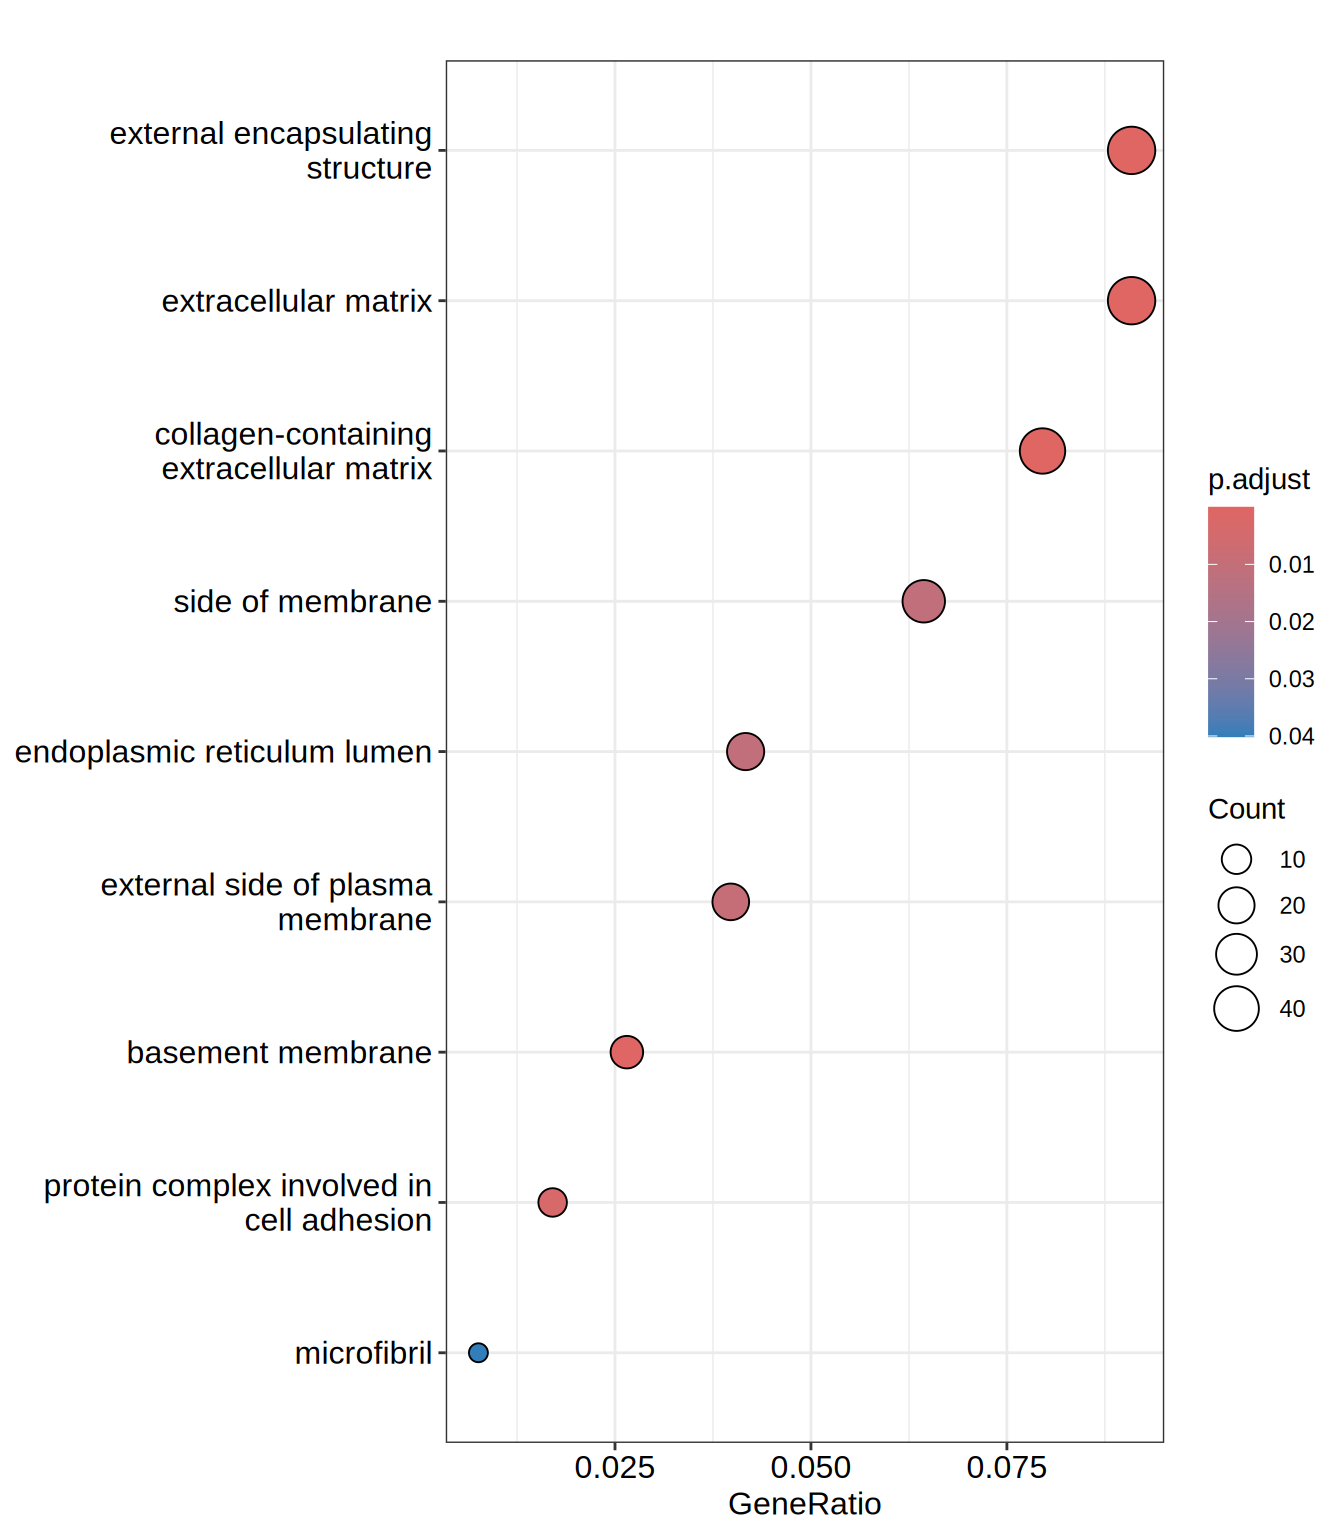 external encapsulating
structure
extracellular matrix
collagen-containing
extracellular matrix
side of membrane
endoplasmic reticulum lumen
external side of plasma
membrane
basement membrane
protein complex involved in
cell adhesion
microfibril
0.025
0.050
0.075
GeneRatio
p.adjust
0.01
0.02
0.03
0.04
Count
10
20
30
40